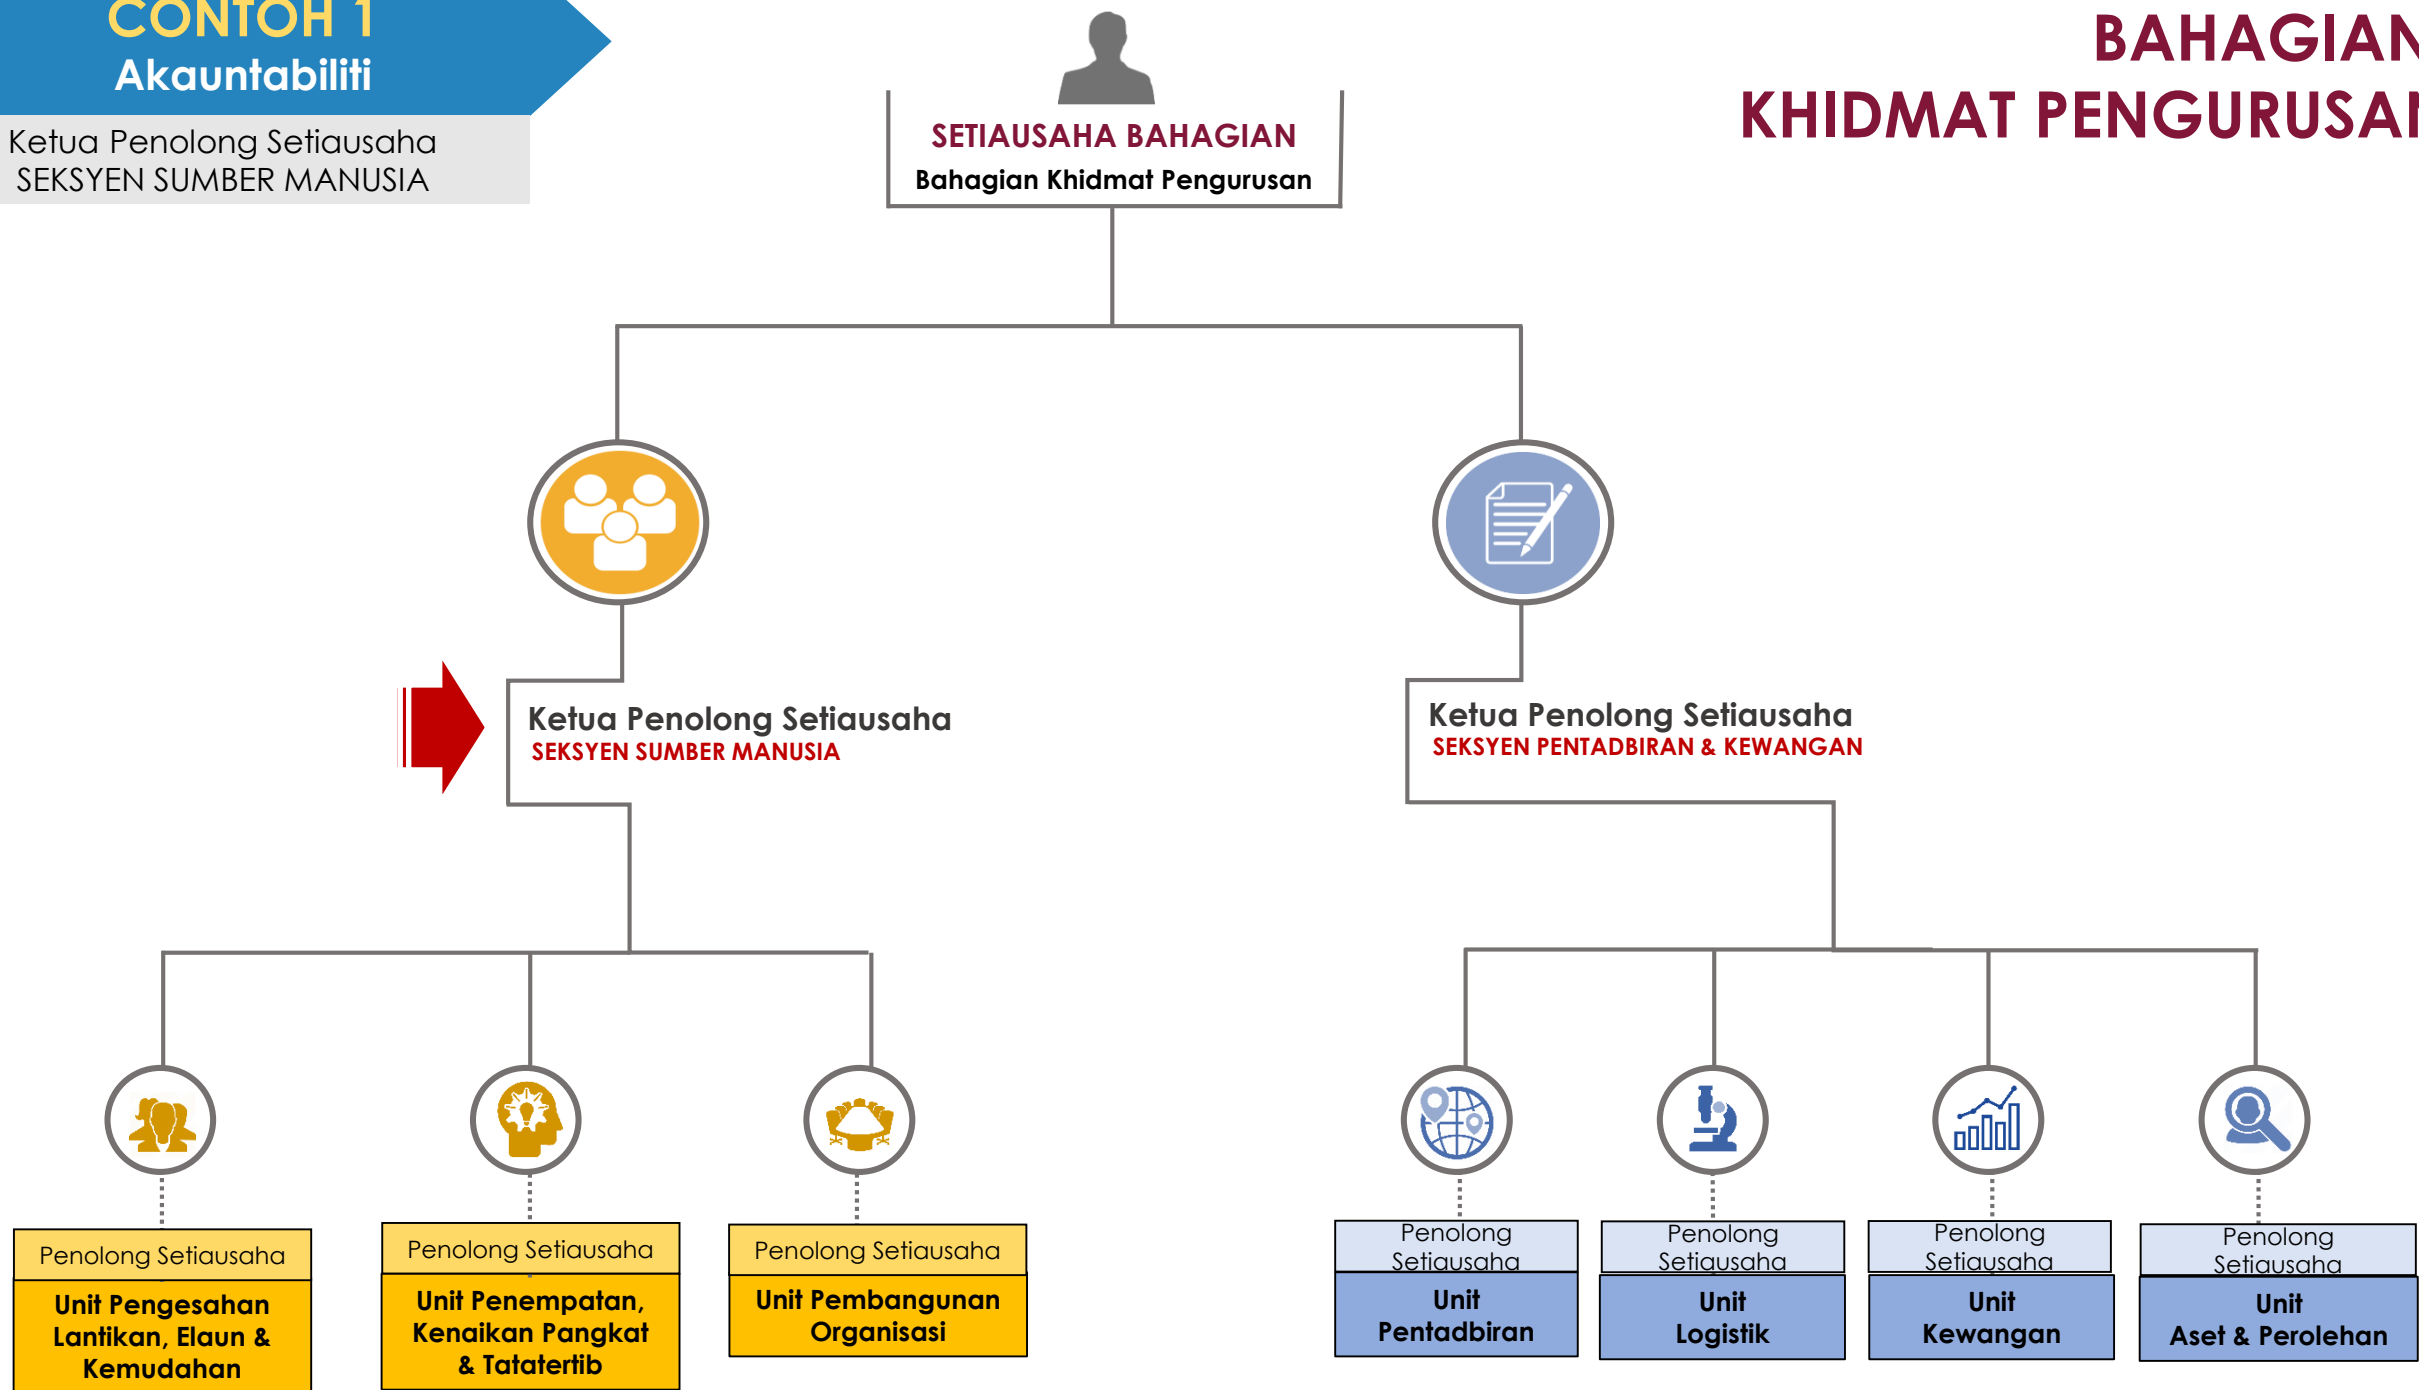 CONTOH 1
Akauntabiliti
Ketua Penolong Setiausaha
SEKSYEN SUMBER MANUSIA
BAHAGIAN
KHIDMAT PENGURUSAN
SETIAUSAHA BAHAGIAN
Bahagian Khidmat Pengurusan
Ketua Penolong Setiausaha
SEKSYEN SUMBER MANUSIA
Ketua Penolong Setiausaha
SEKSYEN PENTADBIRAN & KEWANGAN
Penolong Setiausaha
Unit Pengesahan
Lantikan, Elaun &
Kemudahan
Penolong Setiausaha
Unit Penempatan,
Kenaikan Pangkat
& Tatatertib
Penolong Setiausaha
Unit Pembangunan
Organisasi
Penolong
Setiausaha
Unit
Pentadbiran
Penolong
Setiausaha
Unit
Logistik
Penolong
Setiausaha
Unit
Kewangan
Penolong
Setiausaha
Unit
Aset & Perolehan